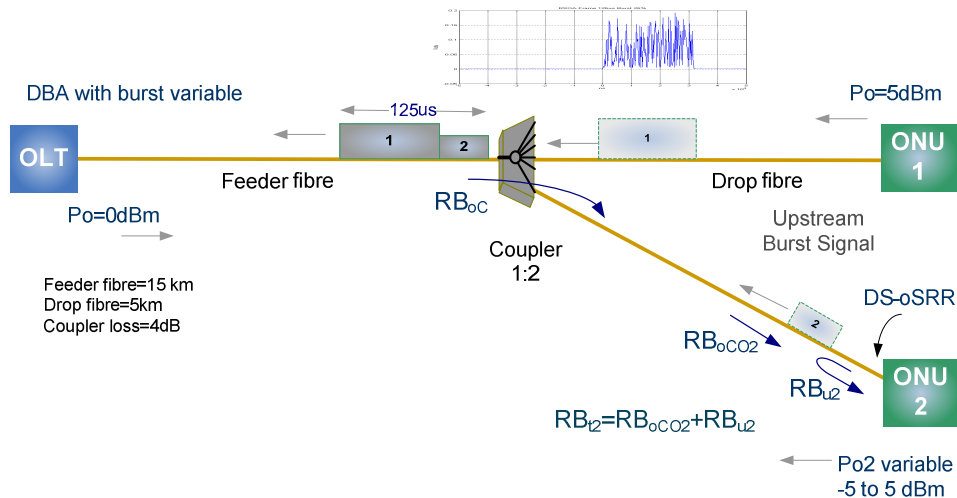 DBA with burst variable
125us
Po=5dBm
OLT
1
2
1
ONU
1
Feeder fibre
Drop fibre
RBoC
Po=0dBm
Upstream
Burst Signal
Coupler
1:2
Feeder fibre=15 km
Drop fibre=5km
Coupler loss=4dB
DS-oSRR
2
RBoCO2
RBu2
ONU
2
RBt2=RBoCO2+RBu2
Po2 variable
-5 to 5 dBm